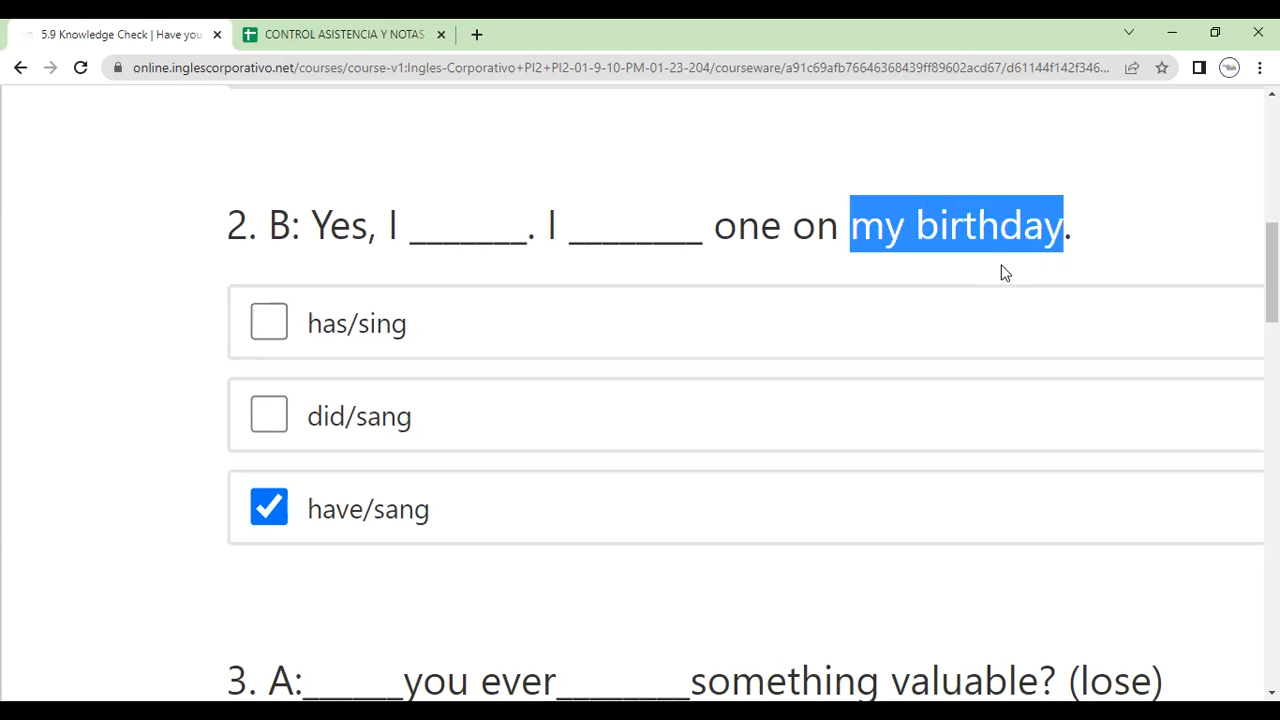 5.9 Knowledge Check | Have you
CONTROL ASISTENCIA Y NOTAS
online.inglescorporativo.net/courses/course-v1:Ingles-Corporativo+PI2+PI2-01-9-10-PM-01-23-204/courseware/a91c69afb76646368439ff89602acd67/d61144f142f346...
2. B: Yes, I _______. I ________ one on my birthday.
has/sing
did/sang
have/sang
3. A:______you ever________something valuable? (lose)